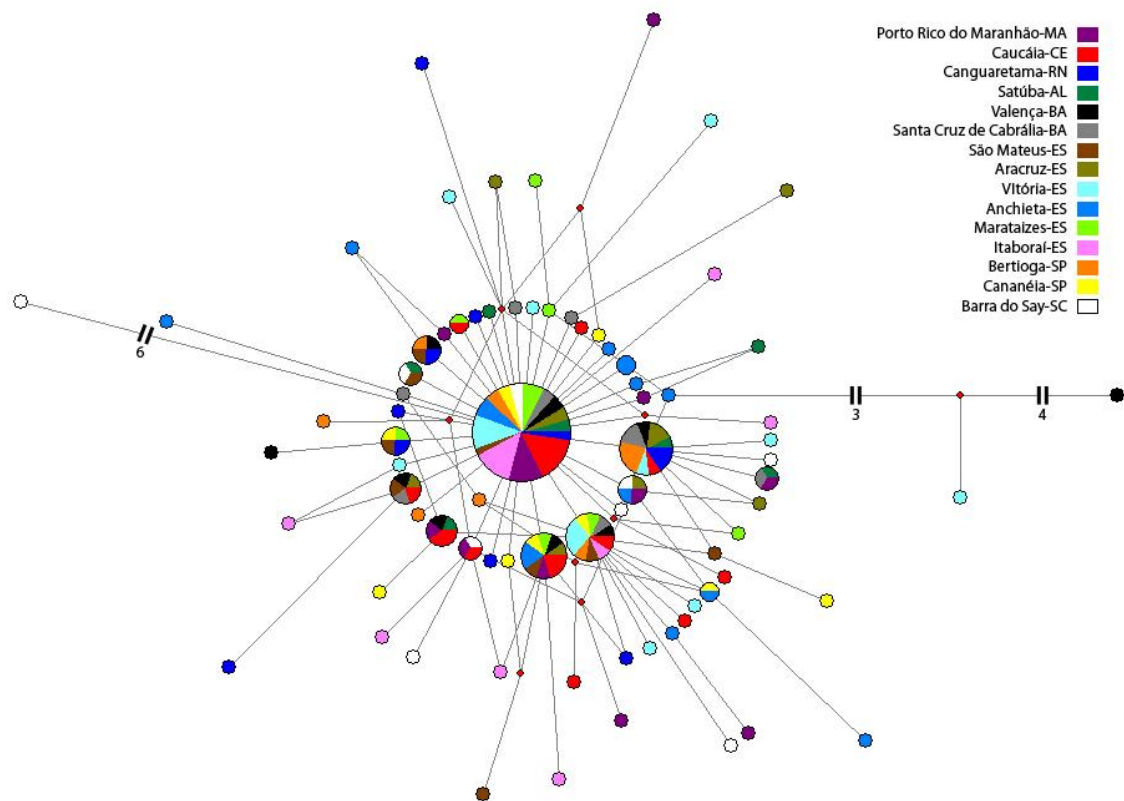 Porto Rico do Maranhão-MA
Caucáia-CE
Canguaretama-RN
Satúba-AL
Valença-BA
Santa Cruz de Cabrália-BA
São Mateus-ES
Aracruz-ES
Vitória-ES
Anchieta-ES
Marataizes-ES
Itaboraí-ES
Bertioga-SP
Cananéia-SP
Barra do Say-SC
6
3
4